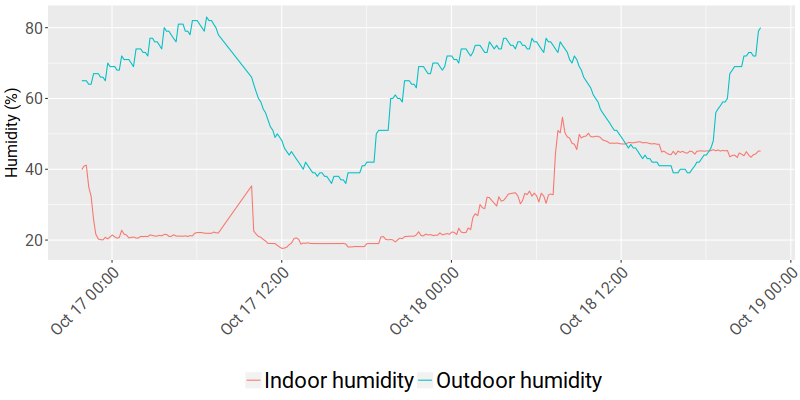 Humidity (%)
80
60
40
20
Oct 17 00:00
Oct 17 12:00
Oct 18 00:00
Oct 18 12:00
Oct 19 00:00
Indoor humidity Outdoor humidity